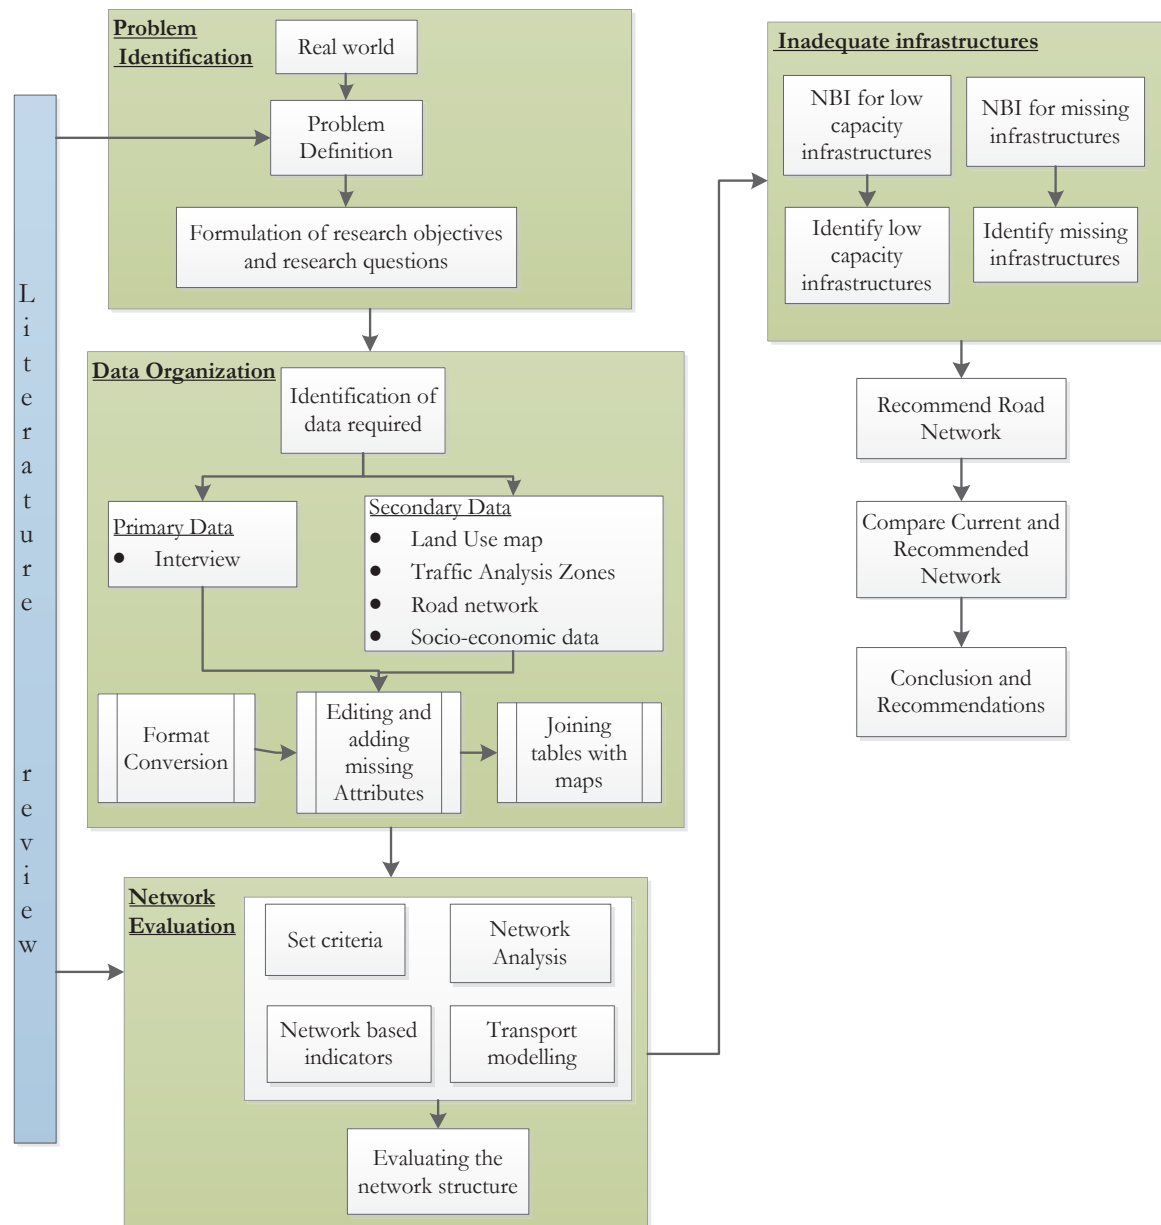 Problem
Identification
Real world
Problem
Definition
Formulation of research objectives
and research questions
Literature review
Data Organization
Identification of
data required
Primary Data
● Interview
Secondary Data
● Land Use map
● Traffic Analysis Zones
● Road network
● Socio-economic data
Format
Conversion
Editing and
adding
missing
Attributes
Joining
tables with
maps
Network
Evaluation
Set criteria
Network
Analysis
Network based
indicators
Transport
modelling
Evaluating the
network structure
Inadequate infrastructures
NBI for low
capacity
infrastructures
NBI for missing
infrastructures
Identify low
capacity
infrastructures
Identify missing
infrastructures
Recommend Road
Network
Compare Current and
Recommended
Network
Conclusion and
Recommendations